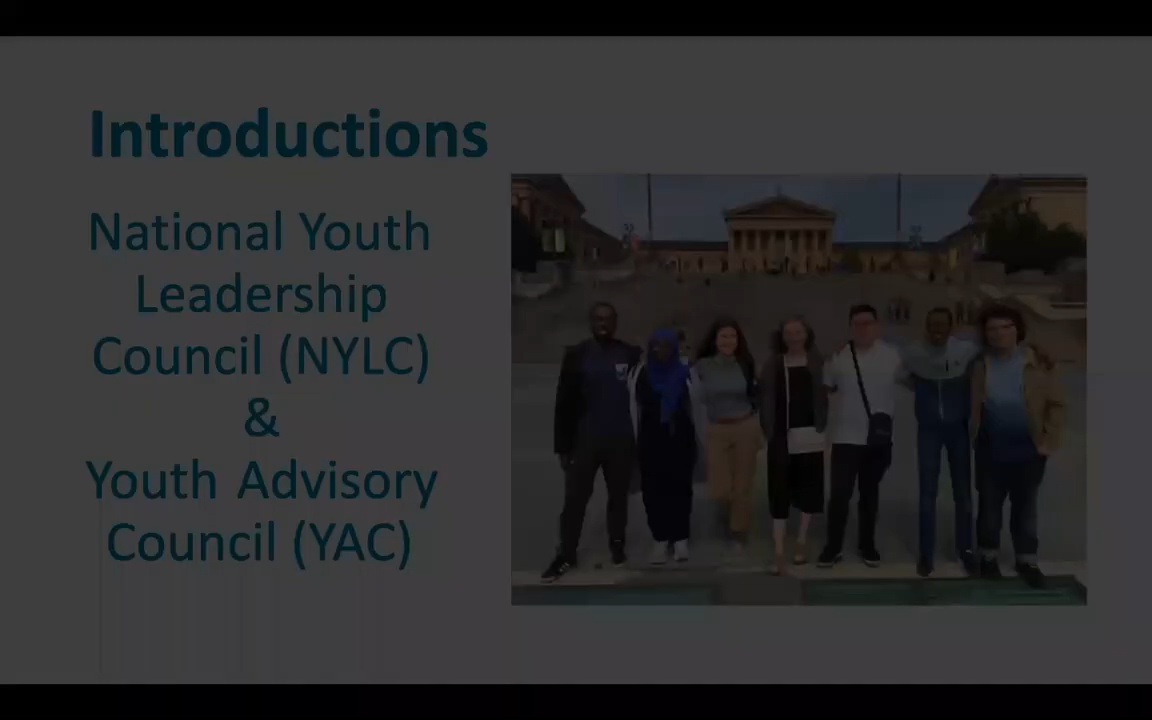 Introductions
National Youth
Leadership
Council (NYLC)
&
Youth Advisory
Council (YAC)